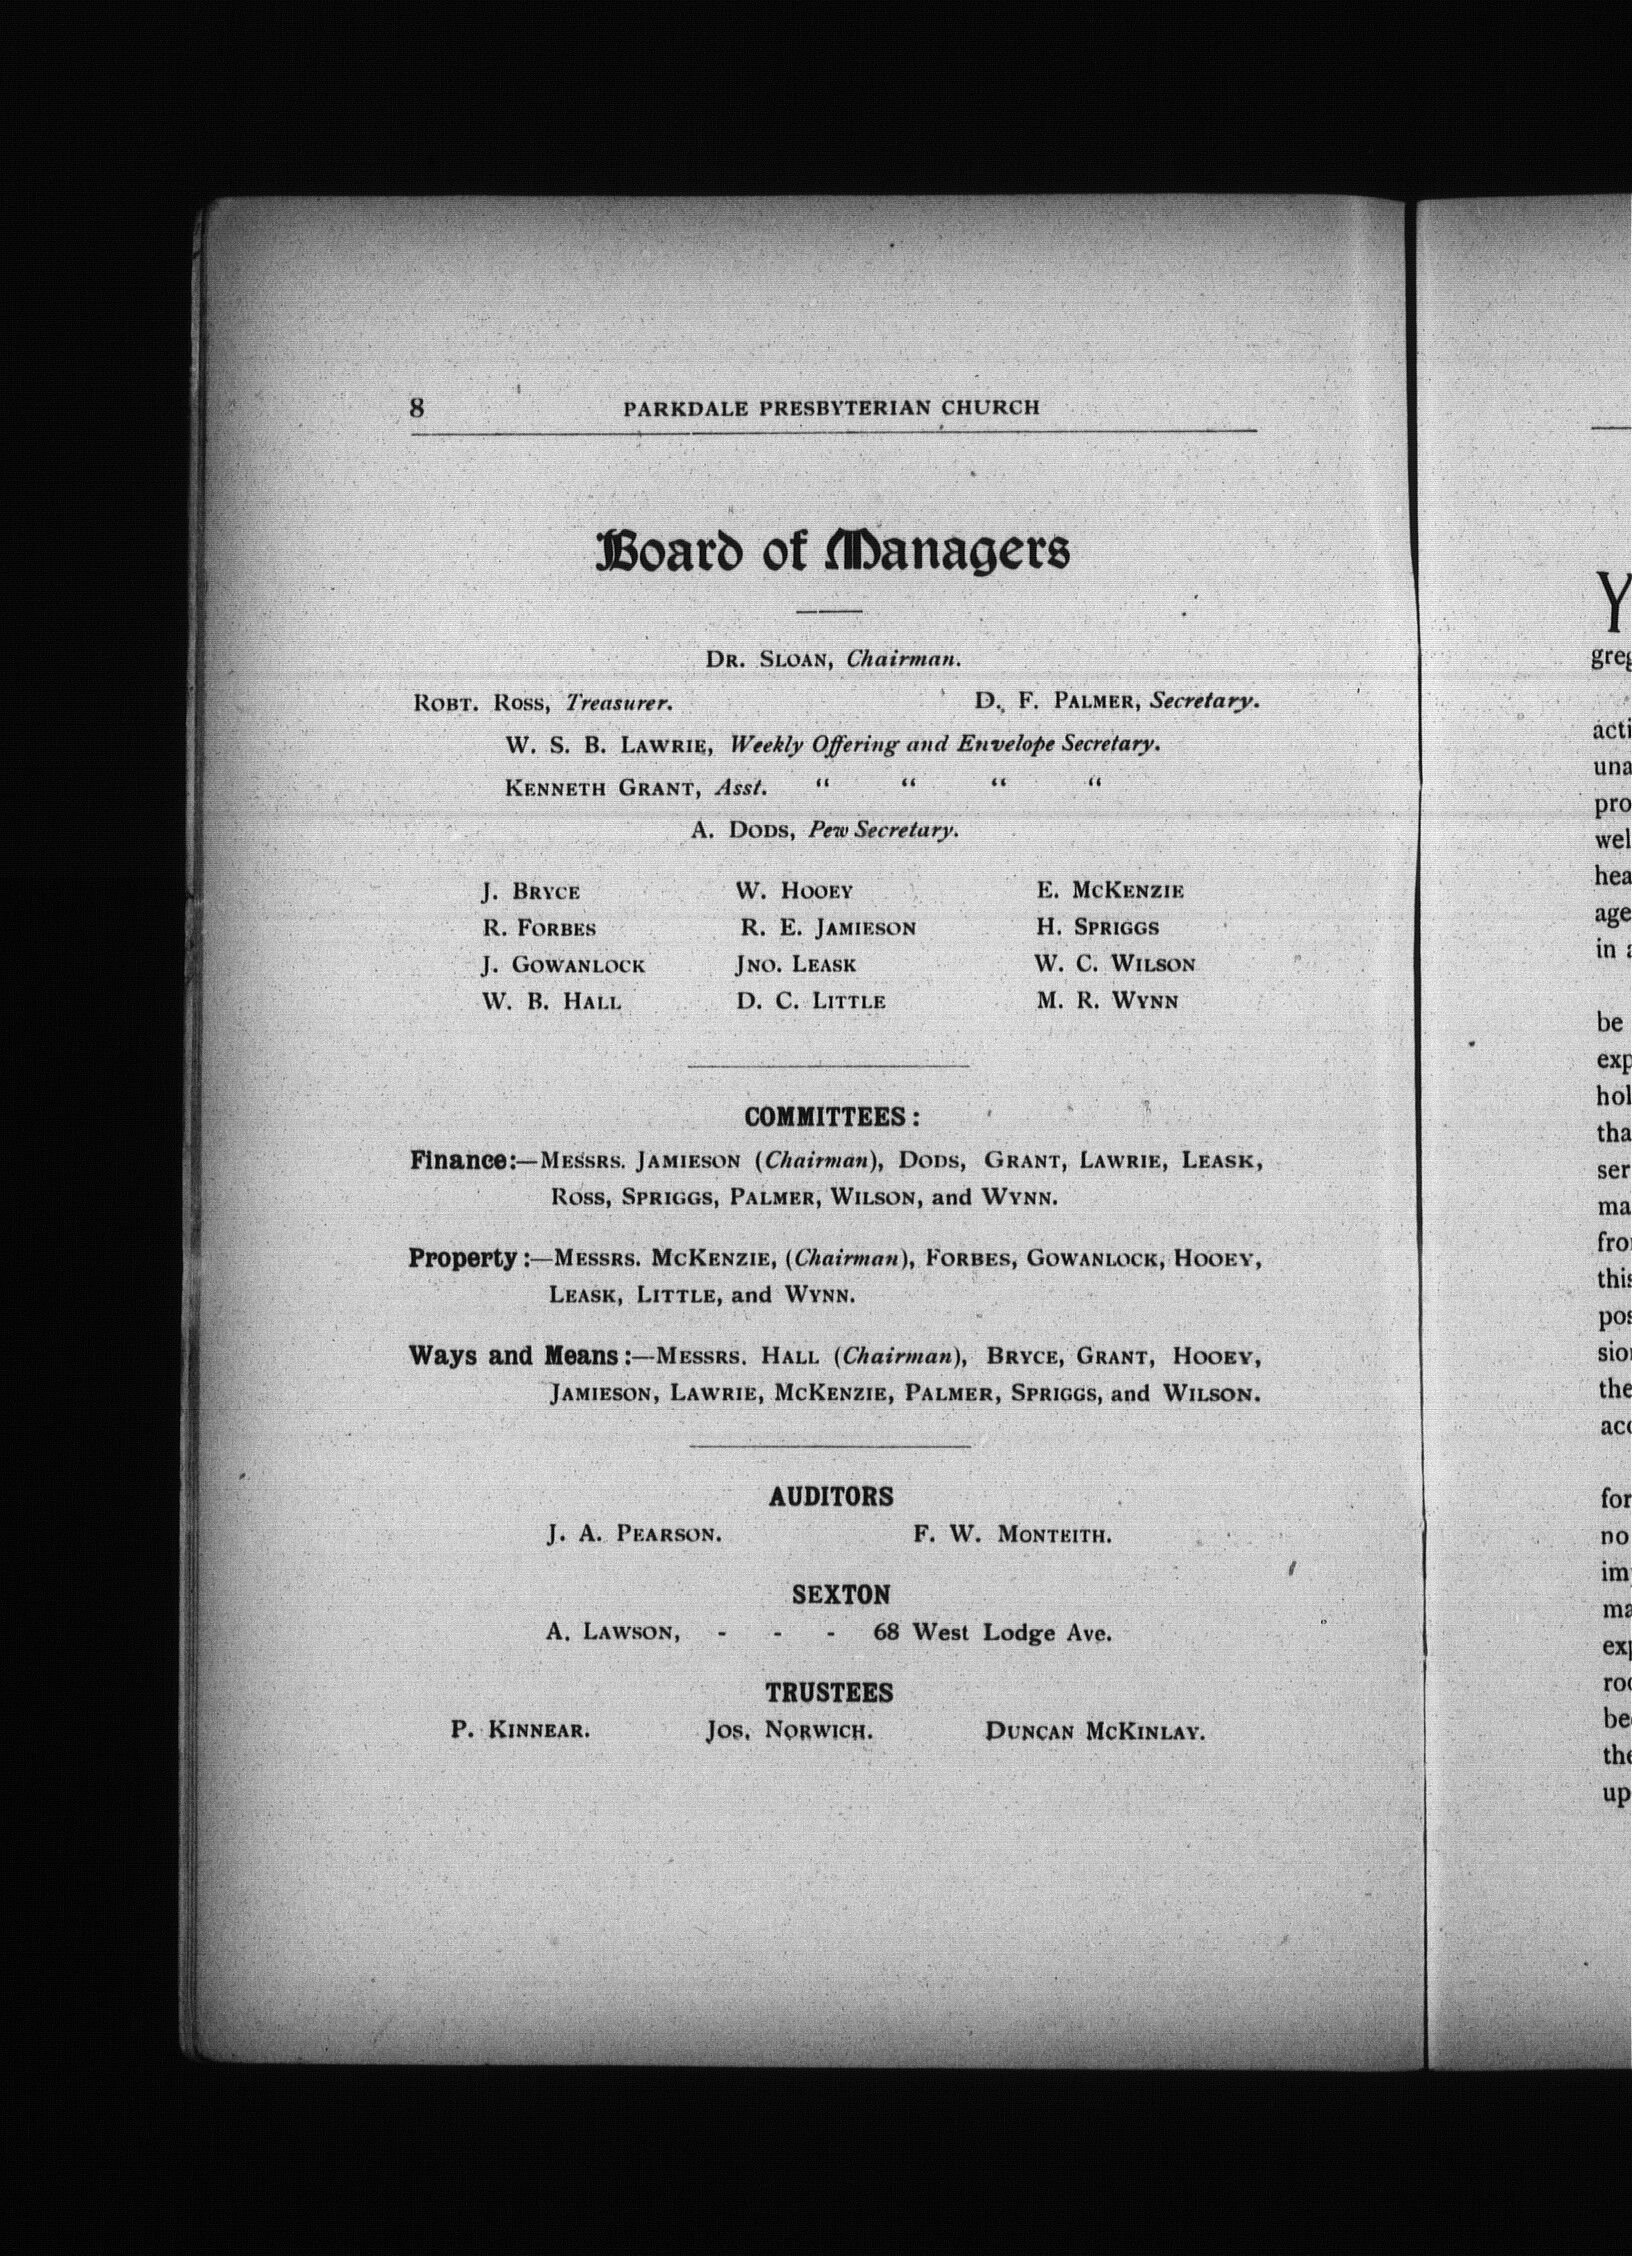 8 PARKDALE PRESBYTERIAN CHURCH
Board of Managers
DR. SLOAN, Chairman.
ROBT. ROSS, Treasurer. D. F. PALMER, Secretary.
W. S. B. LAWRIE, Weekly Offering and Envelope Secretary.
KENNETH GRANT, Asst. “ “ “ “
A. DODS, Pew Secretary.
J. BRYCE W. HOOEY E. MCKENZIE
R. FORBES R. E. JAMIESON H. SPRIGGS
J. GOWANLOCK JNO. LEASK W. C. WILSON
W. B. HALL D. C. LITTLE M. R. WYNN
COMMITTEES:
Finance:—MESSRS. JAMIESON (Chairman), DODS, GRANT, LAWRIE, LEASK,
ROSS, SPRIGGS, PALMER, WILSON, and WYNN.
Property:—MESSRS. MCKENZIE, (Chairman), FORBES, GOWANLOCK, HOOEY,
LEASK, LITTLE, and WYNN.
Ways and Means:—MESSRS. HALL (Chairman), BRYCE, GRANT, HOOEY,
JAMIESON, LAWRIE, MCKENZIE, PALMER, SPRIGGS, and WILSON.
AUDITORS
J. A. PEARSON. F. W. MONTEITH.
SEXTON
A. LAWSON, - - - 68 West Lodge Ave.
TRUSTEES
P. KINNEAR. JOS. NORWICH. DUNCAN MCKINLAY.